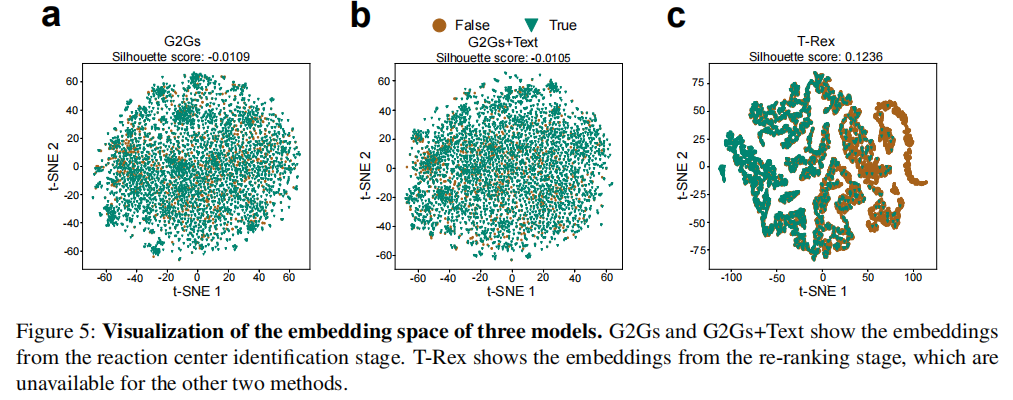 a
b
c
False
True
G2Gs
Silhouette score: -0.0109
G2Gs+Text
Silhouette score: -0.0105
T-Rex
Silhouette score: 0.1236
60
40
20
0
-20
-40
-60
t-SNE 2
-60 -40 -20 0 20 40 60
t-SNE 1
60
40
20
0
-20
-40
-60
t-SNE 2
-60 -40 -20 0 20 40 60
t-SNE 1
75
50
25
0
-25
-50
-75
t-SNE 2
-100 -50 0 50 100
t-SNE 1
Figure 5: Visualization of the embedding space of three models. G2Gs and G2Gs+Text show the embeddings
from the reaction center identification stage. T-Rex shows the embeddings from the re-ranking stage, which are
unavailable for the other two methods.